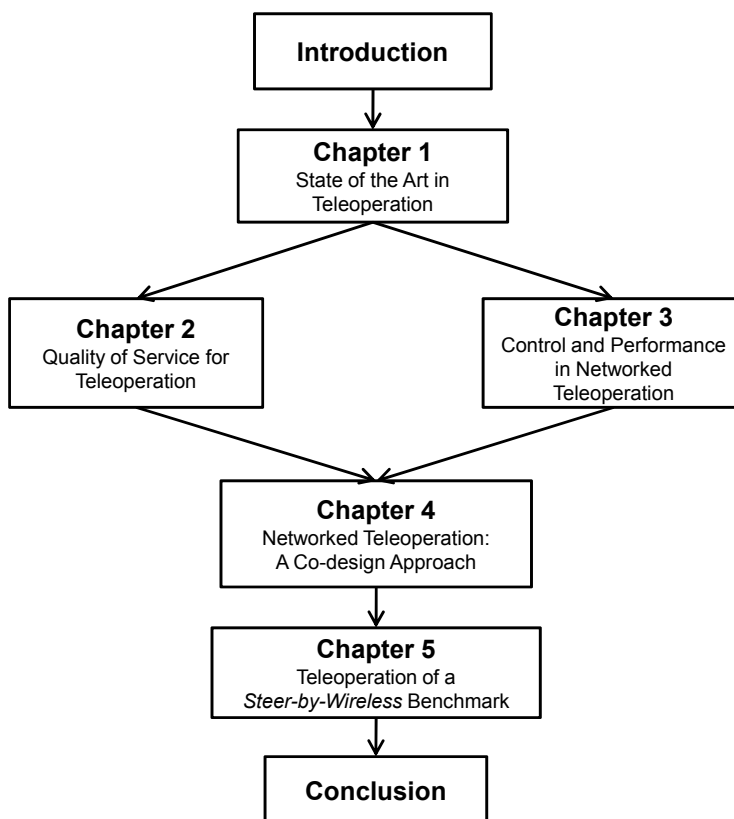 Introduction
Chapter 1
State of the Art in
Teleoperation
Chapter 2
Quality of Service for
Teleoperation
Chapter 3
Control and Performance
in Networked
Teleoperation
Chapter 4
Networked Teleoperation:
A Co-design Approach
Chapter 5
Teleoperation of a
Steer-by-Wireless Benchmark
Conclusion